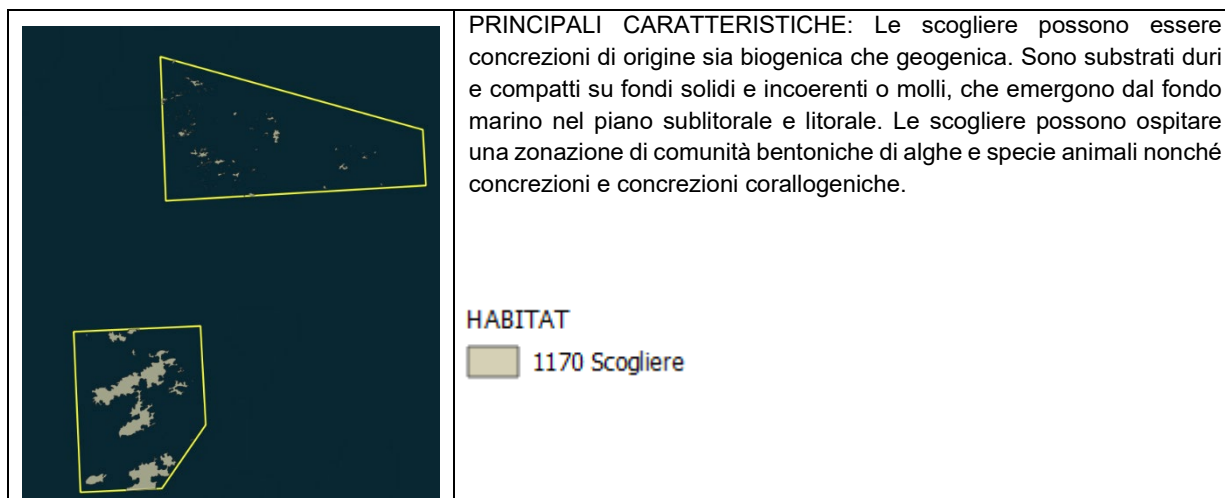 PRINCIPALI CARATTERISTICHE: Le scogliere possono essere
concrezioni di origine sia biogenica che geogenica. Sono substrati duri
e compatti su fondi solidi e incoerenti o molli, che emergono dal fondo
marino nel piano sublitorale e litorale. Le scogliere possono ospitare
una zonazione di comunità bentoniche di alghe e specie animali nonché
concrezioni e concrezioni corallogeniche.
HABITAT
1170 Scogliere